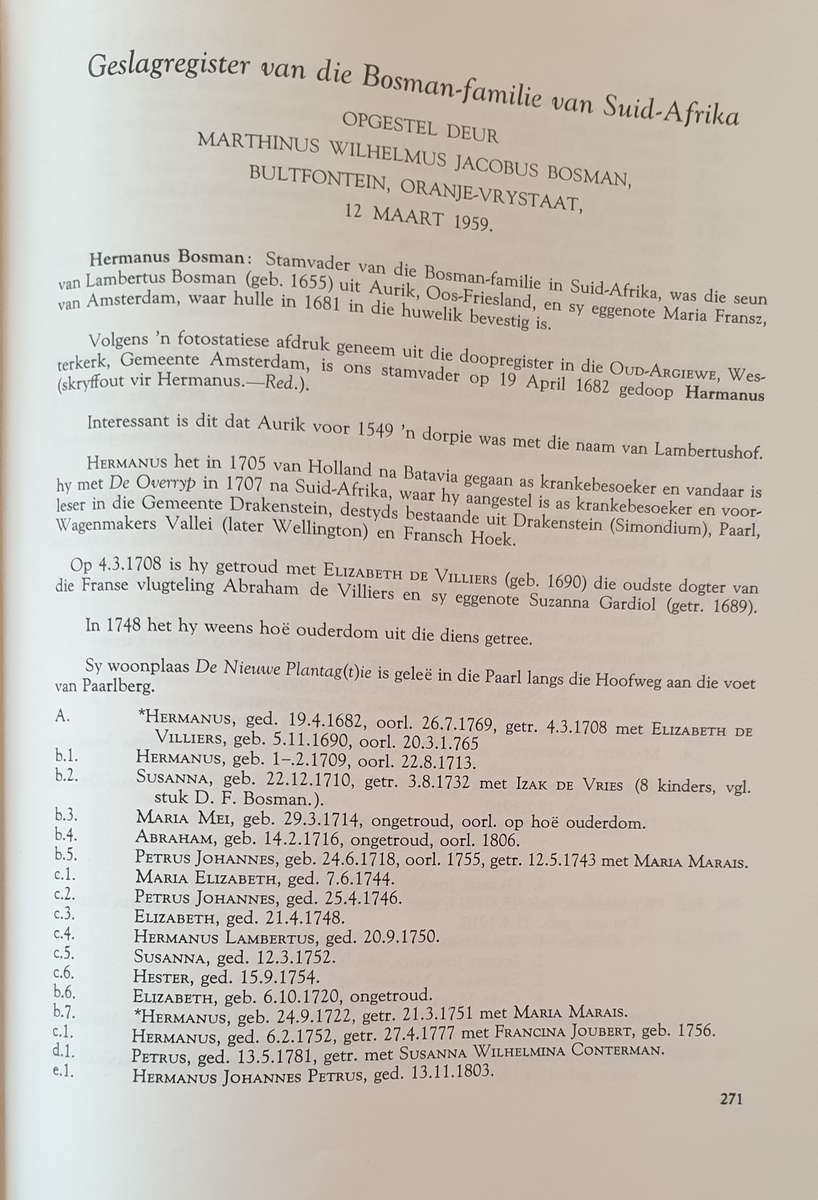 Geslagregister van die Bosman-familie van Suid-Afrika
OPGESTEL DEUR
MARTHINUS WILHELMUS JACOBUS BOSMAN,
BULTFONTEIN, ORANJE-VRYSTAAT,
12 MAART 1959.
Hermanus Bosman: Stamvader van die Bosman-familie in Suid-Afrika, was die seun
van Lambertus Bosman (geb. 1655) uit Aurik, Oos-Friesland, en sy eggenote Maria Fransz,
van Amsterdam, waar hulle in 1681 in die huwelik bevestig is.
Volgens 'n fotostatiese afdruk geneem uit die doopregister in die OUD-ARGIEWE, Wes-
terkerk, Gemeente Amsterdam, is ons stamvader op 19 April 1682 gedoop Harmanus
(skryffout vir Hermanus.—Red.).
Interessant is dit dat Aurik voor 1549 'n dorpie was met die naam van Lambertushof.
HERMANUS het in 1705 van Holland na Batavia gegaan as krankebesoeker en vandaar is
hy met De Overryp in 1707 na Suid-Afrika, waar hy aangestel is as krankebesoeker en voor-
leser in die Gemeente Drakenstein, destyds bestaande uit Drakenstein (Simondium), Paarl,
Wagenmakers Vallei (later Wellington) en Fransch Hoek.
Op 4.3.1708 is hy getroud met ELIZABETH DE VILLIERS (geb. 1690) die oudste dogter van
die Franse vlugteling Abraham de Villiers en sy eggenote Suzanna Gardiol (getr. 1689).
In 1748 het hy weens hoë ouderdom uit die diens getree.
Sy woonplaas De Nieuwe Plantag(t)ie is geleë in die Paarl langs die Hoofweg aan die voet
van Paarlberg.
A. *HERMANUS, ged. 19.4.1682, oorl. 26.7.1769, getr. 4.3.1708 met ELIZABETH DE
VILLIERS, geb. 5.11.1690, oorl. 20.3.1.765
b.1. HERMANUS, geb. 1–.2.1709, oorl. 22.8.1713.
b.2. SUSANNA, geb. 22.12.1710, getr. 3.8.1732 met IZAK DE VRIES (8 kinders, vgl.
stuk D. F. Bosman.).
b.3. MARIA MEI, geb. 29.3.1714, ongetroud, oorl. op hoë ouderdom.
b.4. ABRAHAM, geb. 14.2.1716, ongetroud, oorl. 1806.
b.5. PETRUS JOHANNES, geb. 24.6.1718, oorl. 1755, getr. 12.5.1743 met MARIA MARAIS.
c.1. MARIA ELIZABETH, ged. 7.6.1744.
c.2. PETRUS JOHANNES, ged. 25.4.1746.
c.3. ELIZABETH, ged. 21.4.1748.
c.4. HERMANUS LAMBERTUS, ged. 20.9.1750.
c.5. SUSANNA, ged. 12.3.1752.
c.6. HESTER, ged. 15.9.1754.
b.6. ELIZABETH, geb. 6.10.1720, ongetroud.
b.7. *HERMANUS, geb. 24.9.1722, getr. 21.3.1751 met MARIA MARAIS.
c.1. HERMANUS, ged. 6.2.1752, getr. 27.4.1777 met FRANCINA JOUBERT, geb. 1756.
d.1. PETRUS, ged. 13.5.1781, getr. met SUSANNA WILHELMINA CONTERMAN.
e.1. HERMANUS JOHANNES PETRUS, ged. 13.11.1803.
271